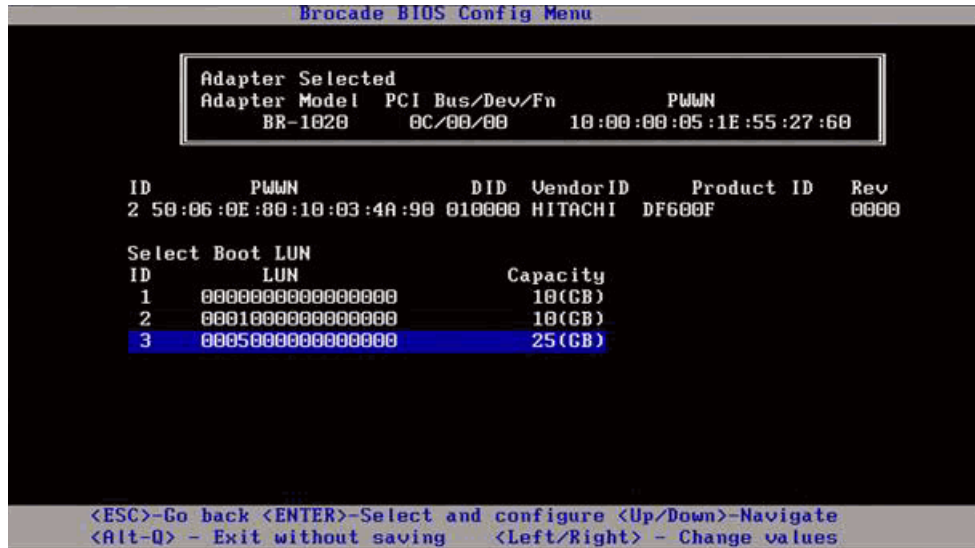 Brocade BIOS Config Menu
Adapter Selected
Adapter Model PCI Bus/Dev/Fn PWWN
BR-1020 0C/00/00 10:00:00:05:1E:55:27:60
ID PWWN DID VendorID Product ID Rev
2 50:06:0E:80:10:03:4A:90 010000 HITACHI DF600F 0000
Select Boot LUN
ID LUN Capacity
1 0000000000000000 10(GB)
2 0001000000000000 10(GB)
3 0005000000000000 25(GB)
<ESC>-Go back <ENTER>-Select and configure <Up/Down>-Navigate
<Alt-Q> - Exit without saving <Left/Right> - Change values